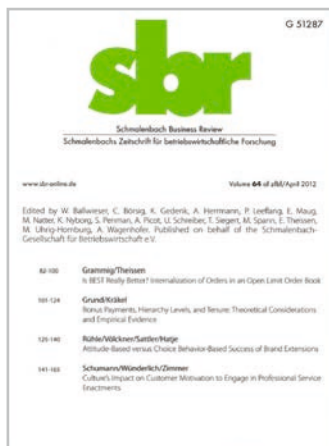 G 51287
sbr
Schmalenbach Business Review
Schmalenbachs Zeitschrift für betriebswirtschaftliche Forschung
www.sbr-online.de
Volume 64 of zfbf/April 2012
Edited by W. Ballwieser, C. Börsig, K. Gedenk, A. Herrmann, P. Leeflang, E. Maug,
M. Natter, K. Nyborg, S. Penman, A. Picot, U. Schreiber, T. Siegert, M. Spann, E. Theissen,
M. Uhrig-Homburg, A. Wagenhofer. Published on behalf of the Schmalenbach-
Gesellschaft für Betriebswirtschaft e.V.
82-100 Grammig/Theissen
Is BEST Really Better? Internalization of Orders in an Open Limit Order Book
101-124 Grund/Kräkel
Bonus Payments, Hierarchy Levels, and Tenure: Theoretical Considerations
and Empirical Evidence
125-140 Rühle/Völckner/Sattler/Hatje
Attitude-Based versus Choice Behavior-Based Success of Brand Extensions
141-165 Schumann/Wünderlich/Zimmer
Culture's Impact on Customer Motivation to Engage in Professional Service
Enactments